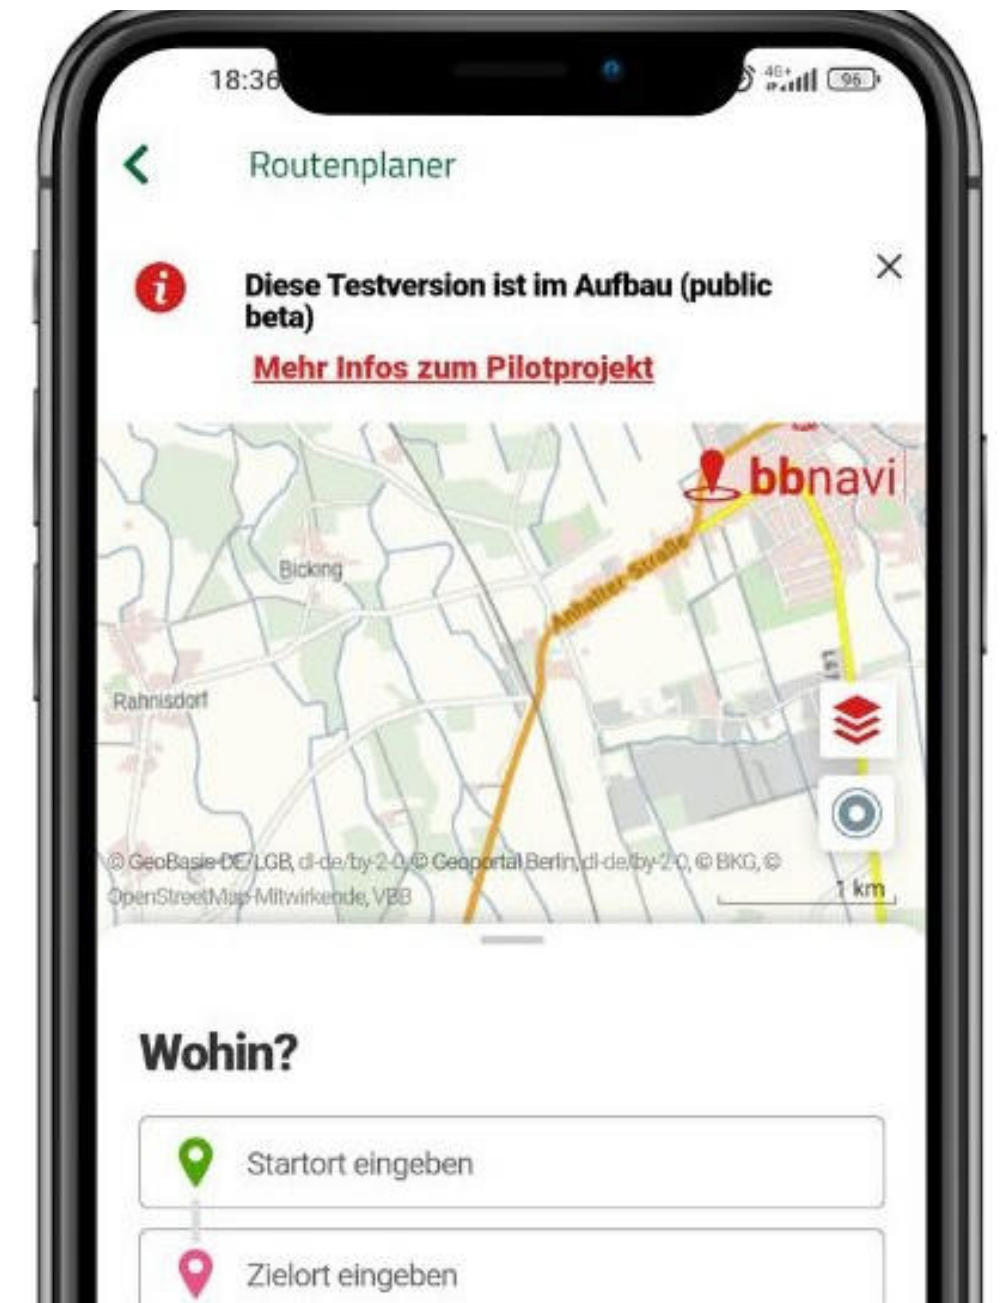 18:36
4G+
96
Routenplaner
Diese Testversion ist im Aufbau (public
beta)
Mehr Infos zum Pilotprojekt
bbnavi
Anhalter Straße
Bicking
L67
Rahnisdorf
© GeoBasis-DE/LGB, dl-de/by-2-0, © Geoportal Berlin, dl-de/by-2-0, © BKG, ©
OpenStreetMap-Mitwirkende, VBB
1 km
Wohin?
Startort eingeben
Zielort eingeben